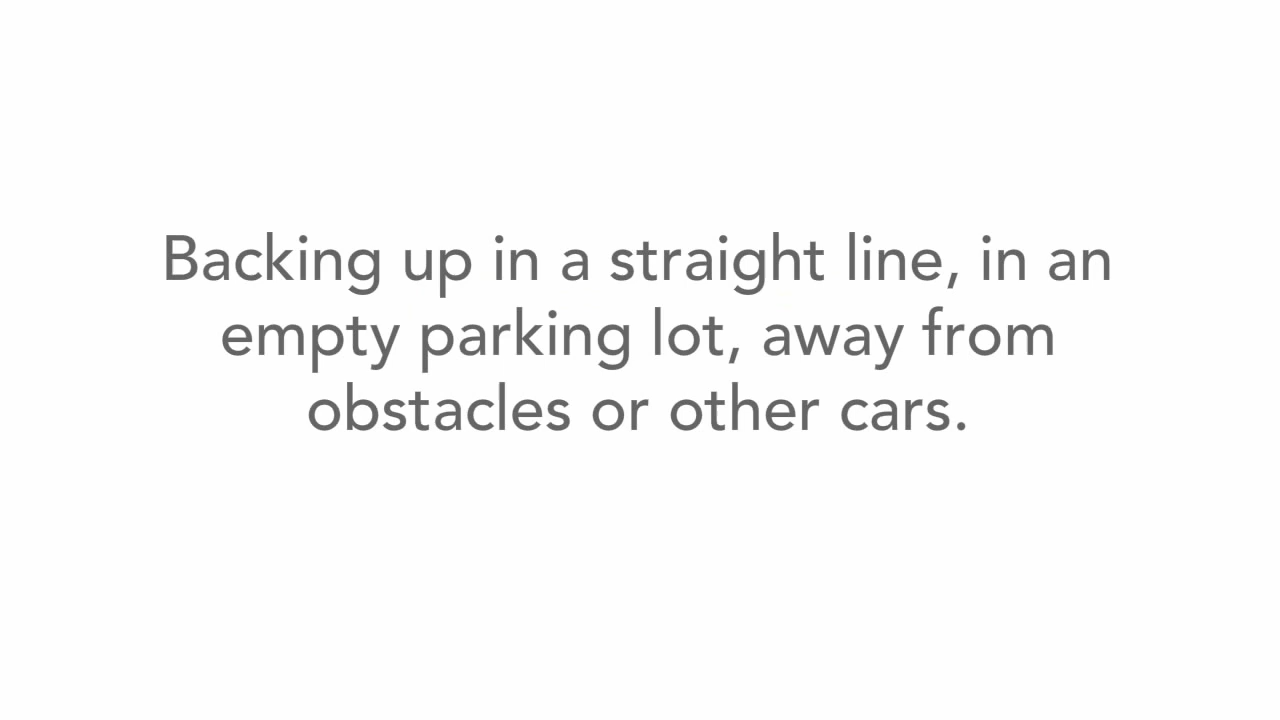 Backing up in a straight line, in an
empty parking lot, away from
obstacles or other cars.